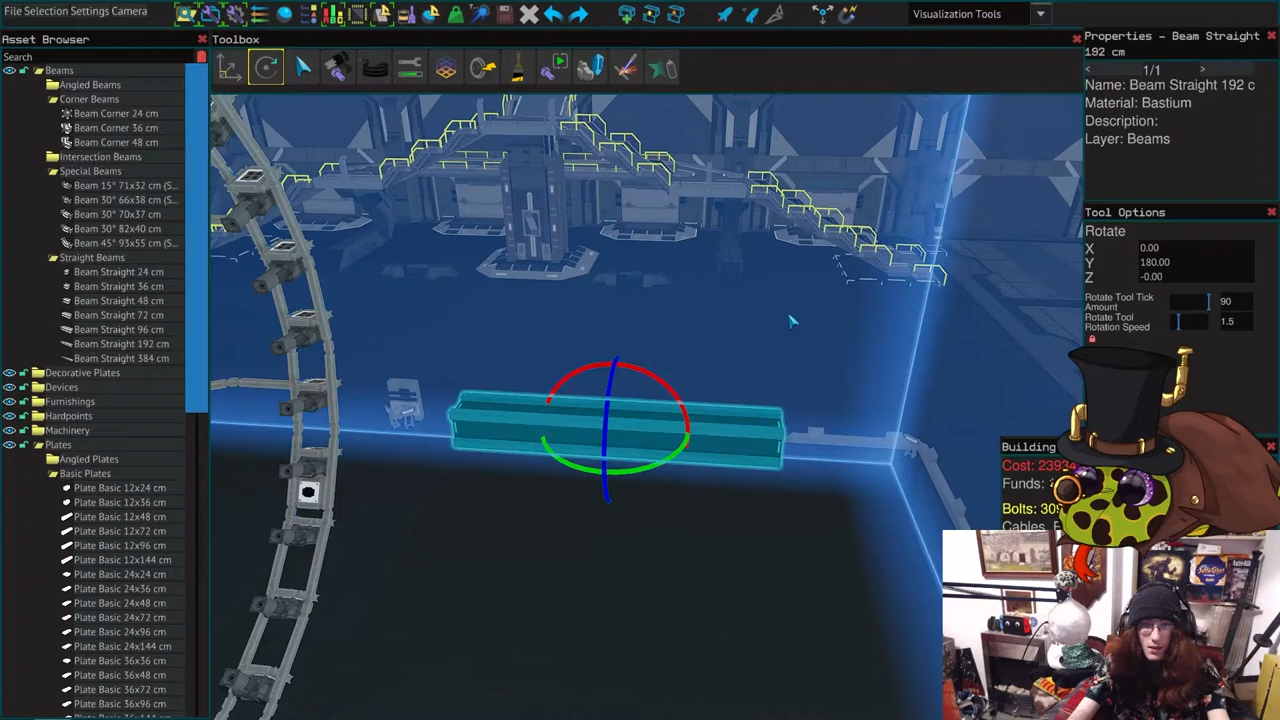 File Selection Settings Camera
Visualization Tools
Asset Browser
Search
Beams
Angled Beams
Corner Beams
Beam Corner 24 cm
Beam Corner 36 cm
Beam Corner 48 cm
Intersection Beams
Special Beams
Beam 15° 71x32 cm (S...
Beam 30° 66x38 cm (S...
Beam 30° 70x37 cm
Beam 30° 82x40 cm
Beam 45° 93x55 cm (S...
Straight Beams
Beam Straight 24 cm
Beam Straight 36 cm
Beam Straight 48 cm
Beam Straight 72 cm
Beam Straight 96 cm
Beam Straight 192 cm
Beam Straight 384 cm
Decorative Plates
Devices
Furnishings
Hardpoints
Machinery
Plates
Angled Plates
Basic Plates
Plate Basic 12x24 cm
Plate Basic 12x36 cm
Plate Basic 12x48 cm
Plate Basic 12x72 cm
Plate Basic 12x96 cm
Plate Basic 12x144 cm
Plate Basic 24x24 cm
Plate Basic 24x36 cm
Plate Basic 24x48 cm
Plate Basic 24x72 cm
Plate Basic 24x96 cm
Plate Basic 24x144 cm
Plate Basic 36x36 cm
Plate Basic 36x48 cm
Plate Basic 36x72 cm
Plate Basic 36x96 cm
Plate Basic 36x144 cm
Toolbox
Properties - Beam Straight
192 cm
< 1/1 >
Name: Beam Straight 192 c
Material: Bastium
Description:
Layer: Beams
Tool Options
Rotate
X 0.00
Y 180.00
Z -0.00
Rotate Tool Tick
Amount 90
Rotate Tool
Rotation Speed 1.5
Building
Cost: 23934
Funds:
Bolts: 309
Cables,